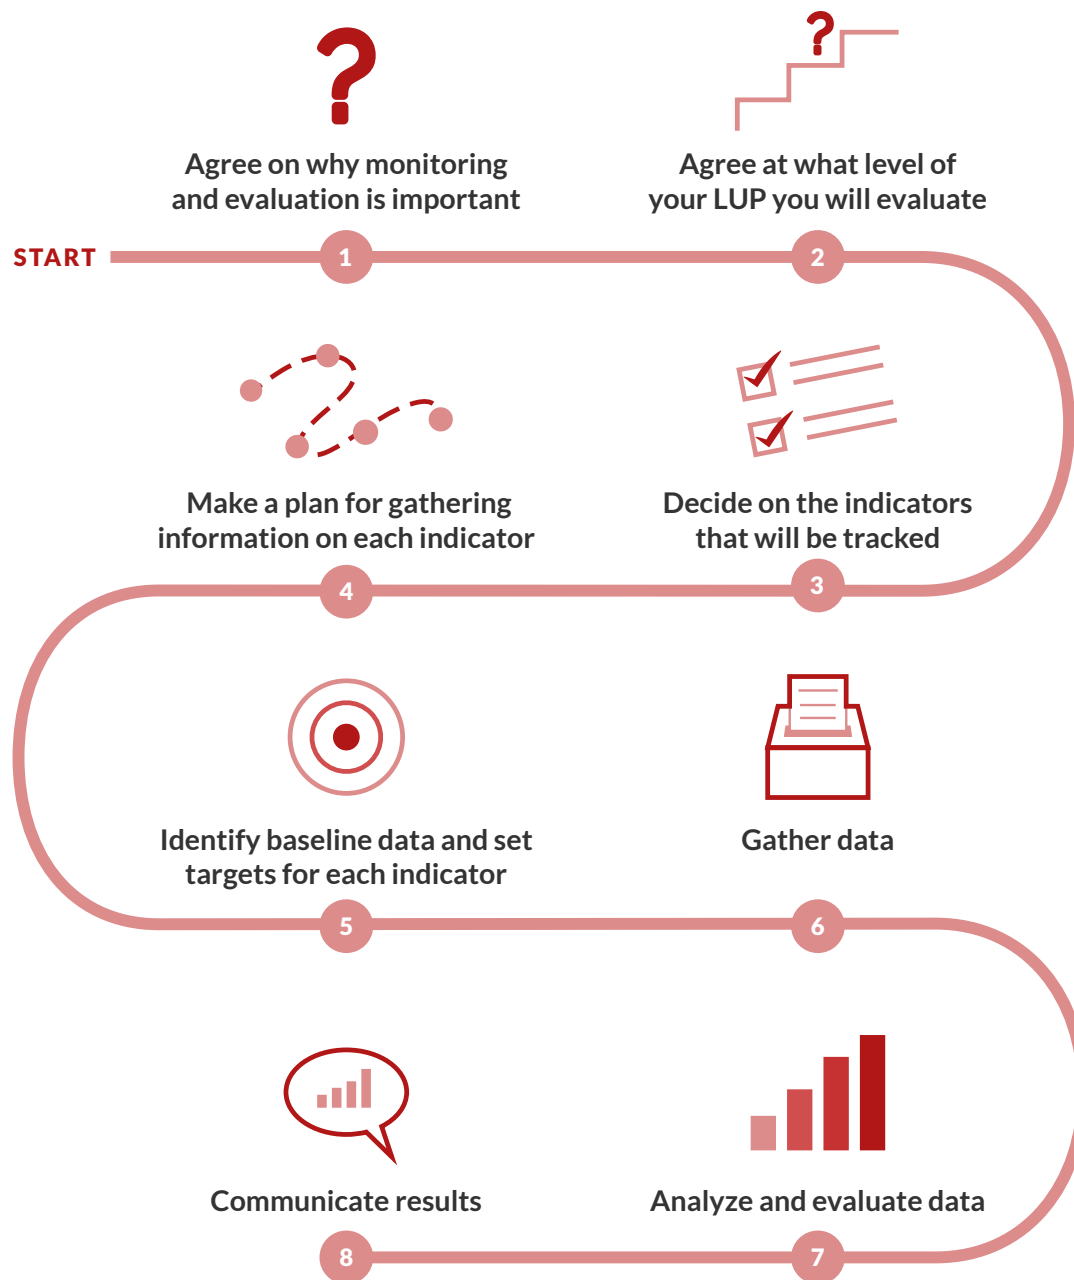 ?
?
Agree on why monitoring
and evaluation is important
Agree at what level of
your LUP you will evaluate
START
1
2
Decide on the indicators
that will be tracked
3
Make a plan for gathering
information on each indicator
4
Identify baseline data and set
targets for each indicator
5
Gather data
6
Analyze and evaluate data
7
Communicate results
8